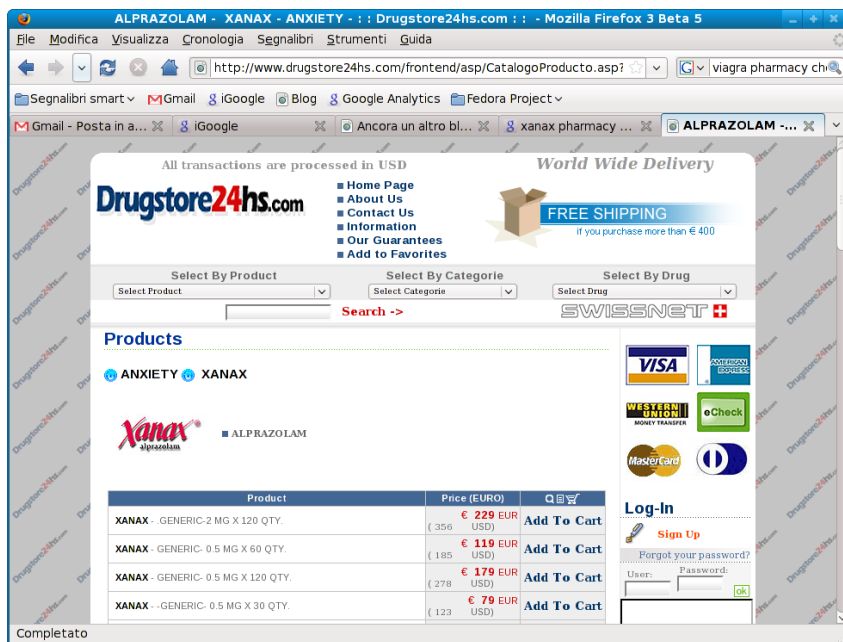 ALPRAZOLAM - XANAX - ANXIETY - : : Drugstore24hs.com : : - Mozilla Firefox 3 Beta 5
File Modifica Visualizza Cronologia Segnalibri Strumenti Guida
http://www.drugstore24hs.com/frontend/asp/CatalogoProducto.asp? G viagra pharmacy che
Segnalibri smart Gmail iGoogle Blog Google Analytics Fedora Project
Gmail - Posta in a... iGoogle Ancora un altro bl... xanax pharmacy ... ALPRAZOLAM -...
All transactions are processed in USD World Wide Delivery
Drugstore24hs.com
Home Page
About Us
Contact Us
Information
Our Guarantees
Add to Favorites
FREE SHIPPING
if you purchase more than € 400
Select By Product Select By Categorie Select By Drug
Select Product Select Categorie Select Drug
Search -> SWISSNET
Products
ANXIETY XANAX
Xanax®
alprazolam
ALPRAZOLAM
VISA AMERICAN EXPRESS
WESTERN UNION MONEY TRANSFER eCheck
MasterCard
Product Price (EURO)
XANAX - .GENERIC-2 MG X 120 QTY. € 229 EUR ( 356 USD) Add To Cart
XANAX - GENERIC- 0.5 MG X 60 QTY. € 119 EUR ( 185 USD) Add To Cart
XANAX - GENERIC- 0.5 MG X 120 QTY. € 179 EUR ( 278 USD) Add To Cart
XANAX - -GENERIC- 0.5 MG X 30 QTY. € 79 EUR ( 123 USD) Add To Cart
Log-In
Sign Up
Forgot your password?
User: Password:
ok
Completato